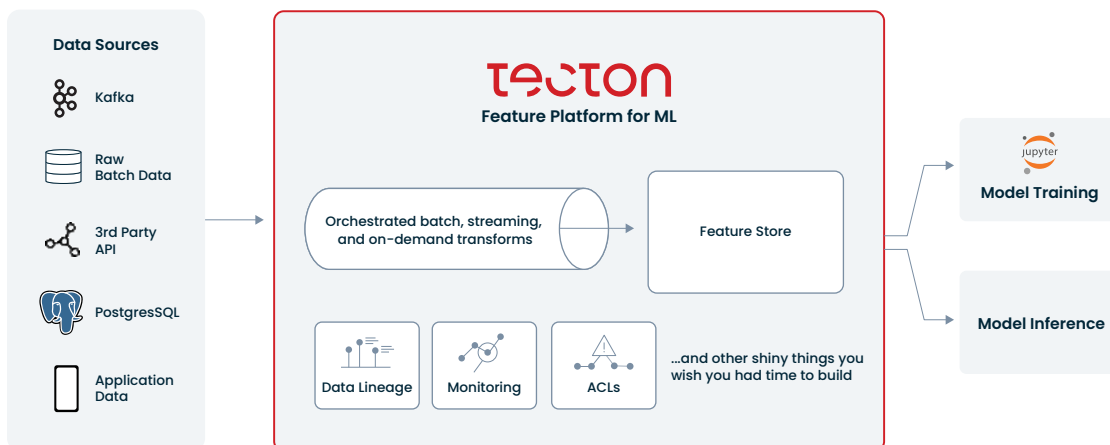 Data Sources
Kafka
Raw
Batch Data
3rd Party
API
PostgresSQL
Application
Data
tecton
Feature Platform for ML
Orchestrated batch, streaming,
and on-demand transforms
Feature Store
Data Lineage
Monitoring
ACLs
...and other shiny things you
wish you had time to build
jupyter
Model Training
Model Inference